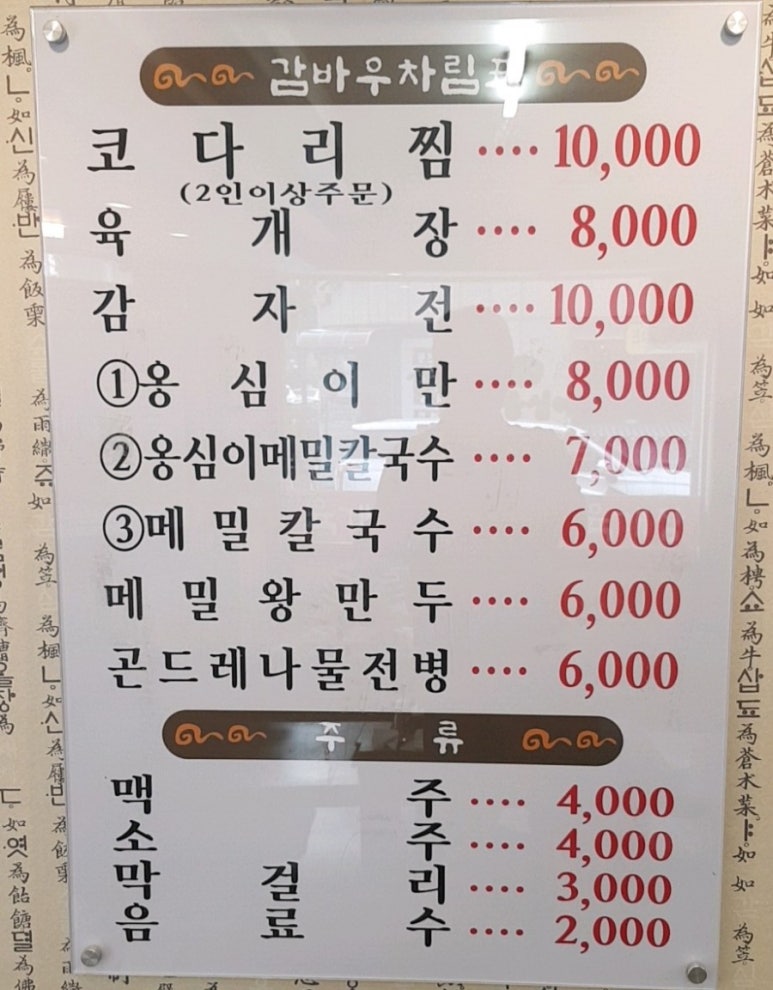 감바우차림표
코다리찜 ···· 10,000
(2인이상주문)
육개장 ···· 8,000
감자전 ···· 10,000
①옹심이만 ···· 8,000
②옹심이메밀칼국수 ···· 7,000
③메밀칼국수 ···· 6,000
메밀왕만두 ···· 6,000
곤드레나물전병 ···· 6,000
주류
맥주 ···· 4,000
소주 ···· 4,000
막걸리 ···· 3,000
음료수 ···· 2,000